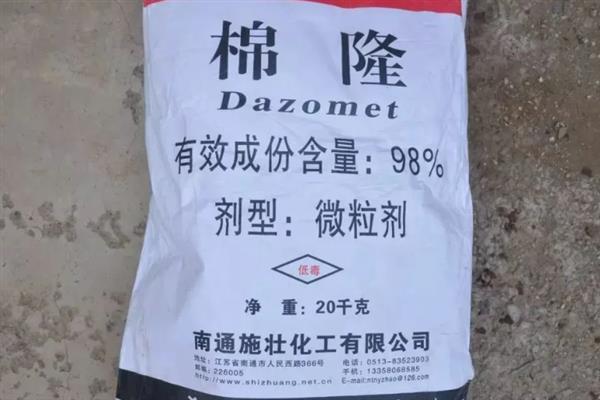 棉隆
Dazomet
有效成份含量：98%
剂型：微粒剂
低毒
净 重：20千克
南通施壮化工有限公司
地址：江苏省南通市人民西路366号 电话：0513-83523903
邮编：226005 手机：13358068585
http://www.shizhuang.net.cn E-mail:ntnyzhao@126.com